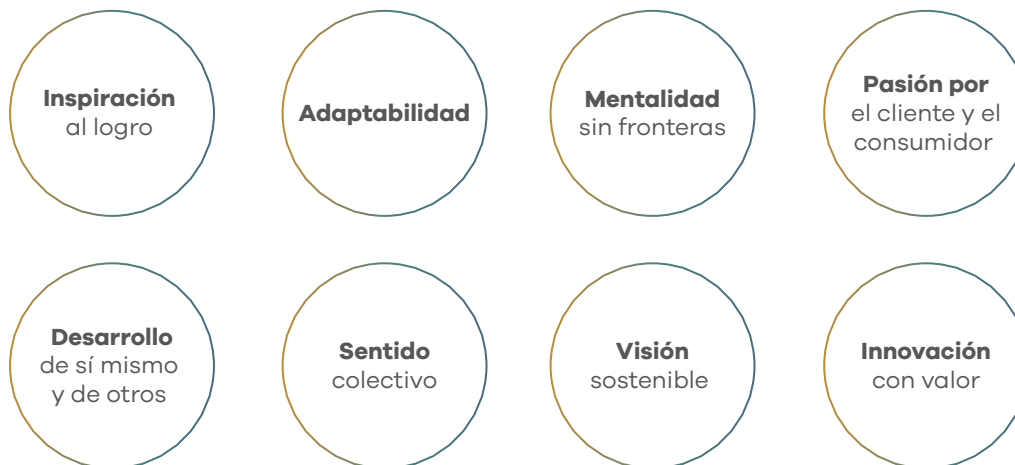 Inspiración
al logro
Adaptabilidad
Mentalidad
sin fronteras
Pasión por
el cliente y el
consumidor
Desarrollo
de sí mismo
y de otros
Sentido
colectivo
Visión
sostenible
Innovación
con valor